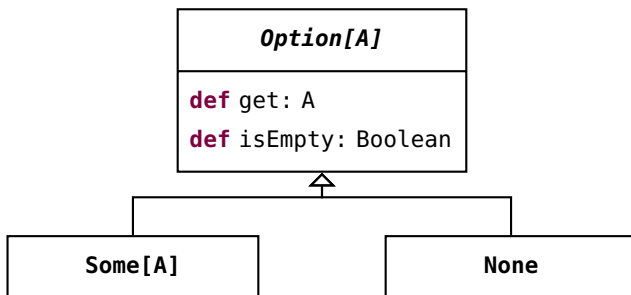 Option[A]
def get: A
def isEmpty: Boolean
Some[A]
None